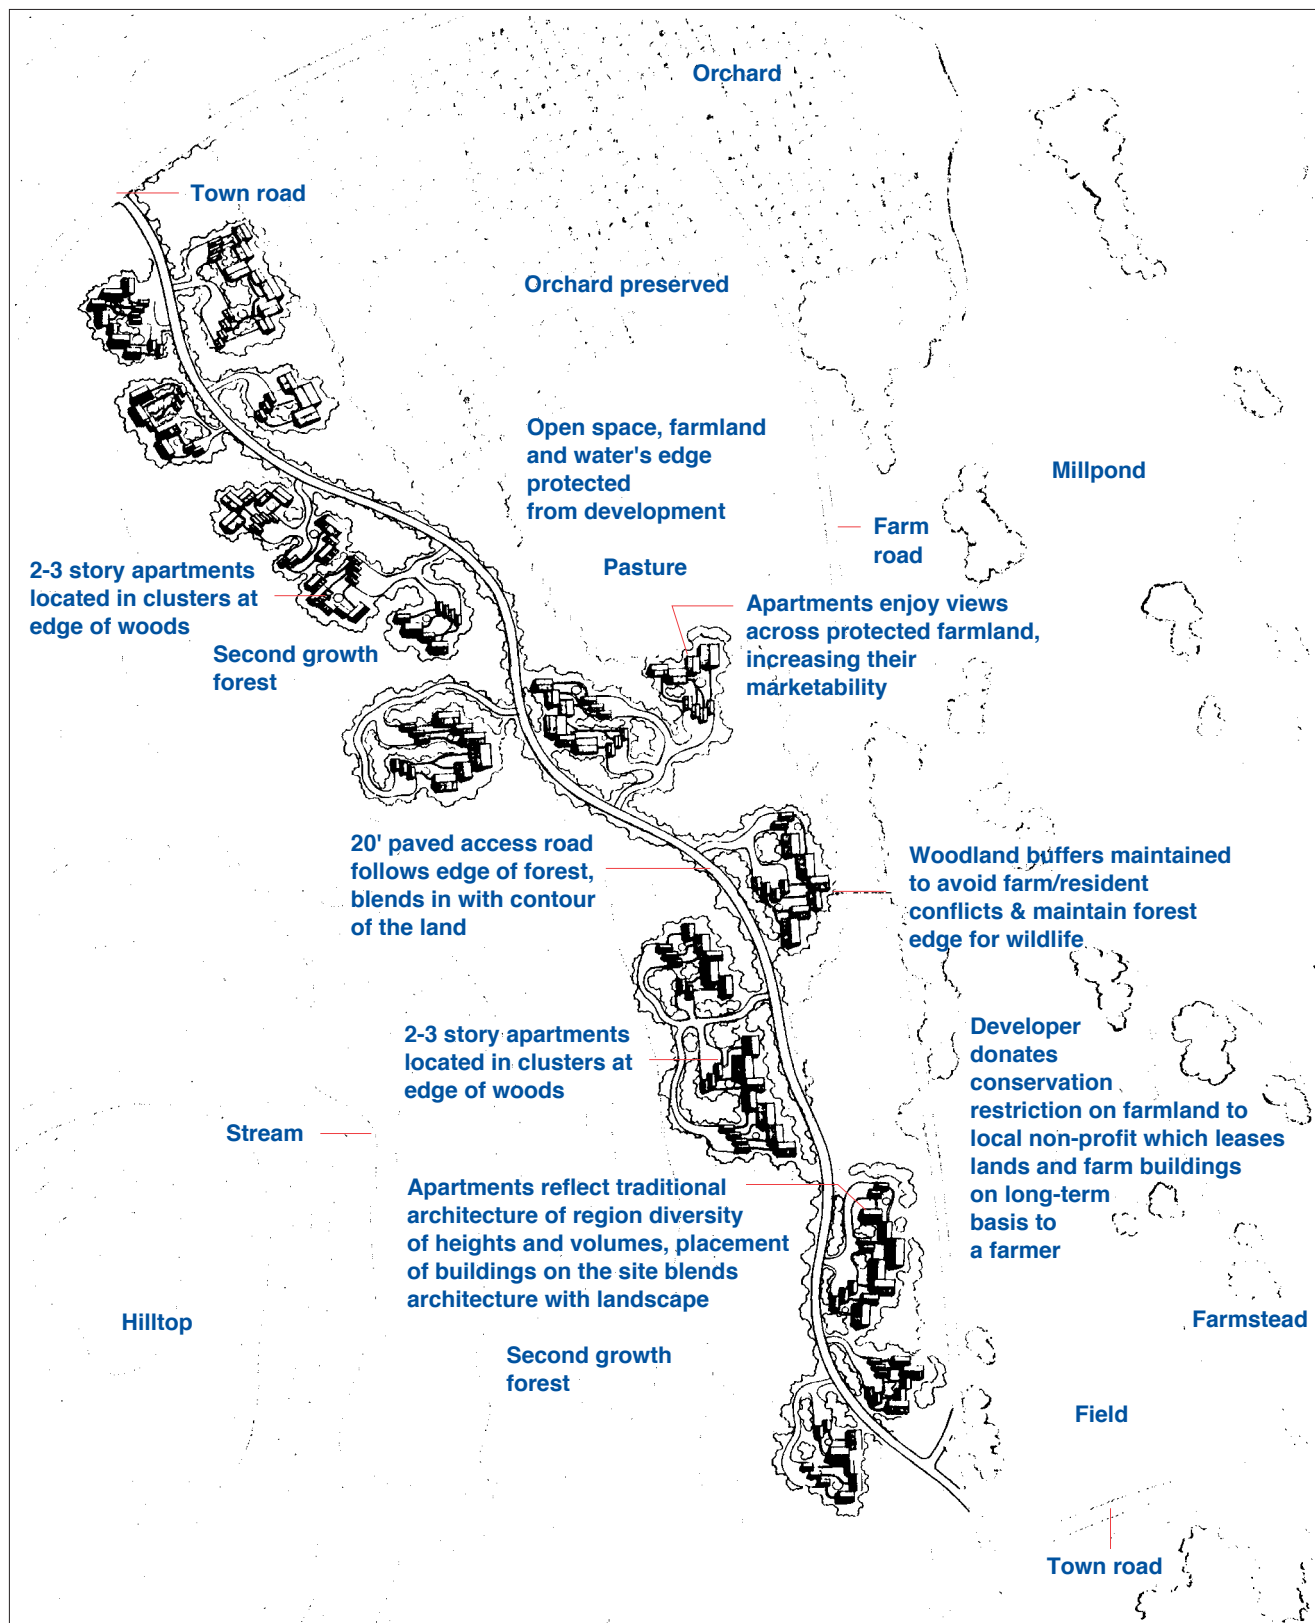 Orchard
Town road
Orchard preserved
Open space, farmland
and water's edge
protected
from development
Millpond
Farm
road
Pasture
2-3 story apartments
located in clusters at
edge of woods
Apartments enjoy views
across protected farmland,
increasing their
marketability
Second growth
forest
20' paved access road
follows edge of forest,
blends in with contour
of the land
Woodland buffers maintained
to avoid farm/resident
conflicts & maintain forest
edge for wildlife
2-3 story apartments
located in clusters at
edge of woods
Developer
donates
conservation
restriction on farmland to
local non-profit which leases
lands and farm buildings
on long-term
basis to
a farmer
Stream
Apartments reflect traditional
architecture of region diversity
of heights and volumes, placement
of buildings on the site blends
architecture with landscape
Hilltop
Farmstead
Second growth
forest
Field
Town road